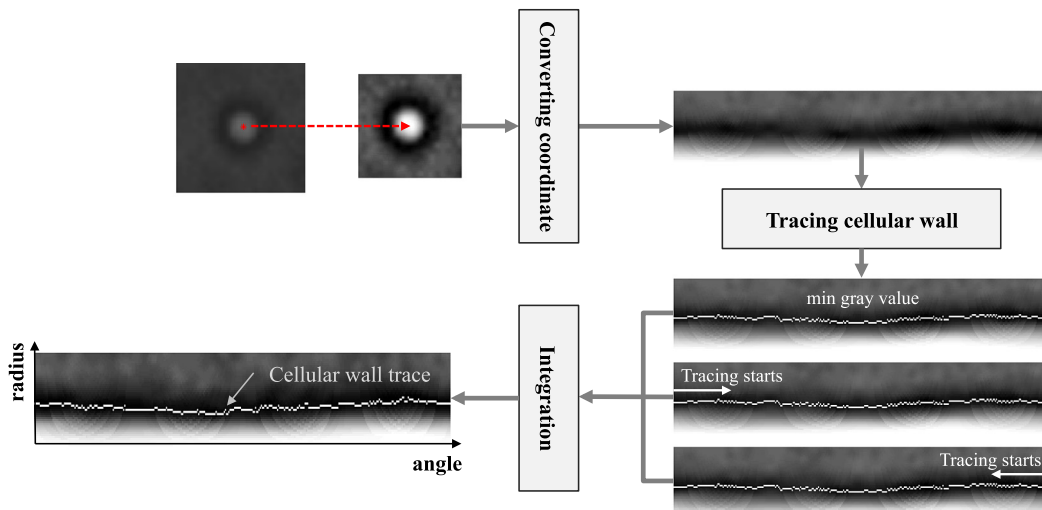 Converting coordinate
Tracing cellular wall
min gray value
Tracing starts
Tracing starts
Integration
Cellular wall trace
radius
angle